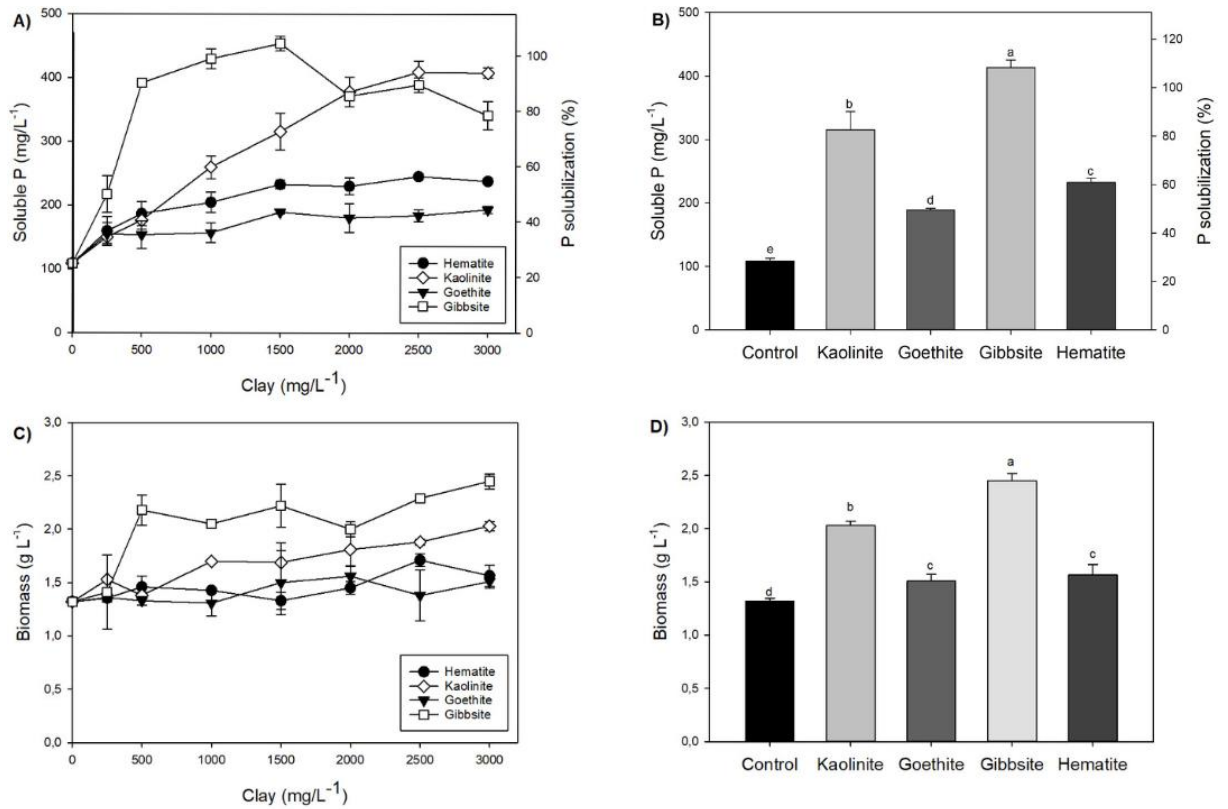 A)
500
400
300
200
100
0
Soluble P (mg/L⁻¹)
100
80
60
40
20
0
P solubilization (%)
Hematite
Kaolinite
Goethite
Gibbsite
0 500 1000 1500 2000 2500 3000
Clay (mg/L⁻¹)
B)
500
400
300
200
100
0
Soluble P (mg/L⁻¹)
120
100
80
60
40
20
0
P solubilization (%)
e b d a c
Control Kaolinite Goethite Gibbsite Hematite
C)
3,0
2,5
2,0
1,5
1,0
0,5
0,0
Biomass (g L⁻¹)
Hematite
Kaolinite
Goethite
Gibbsite
0 500 1000 1500 2000 2500 3000
Clay (mg/L⁻¹)
D)
3,0
2,5
2,0
1,5
1,0
0,5
0,0
Biomass (g L⁻¹)
d b c a c
Control Kaolinite Goethite Gibbsite Hematite